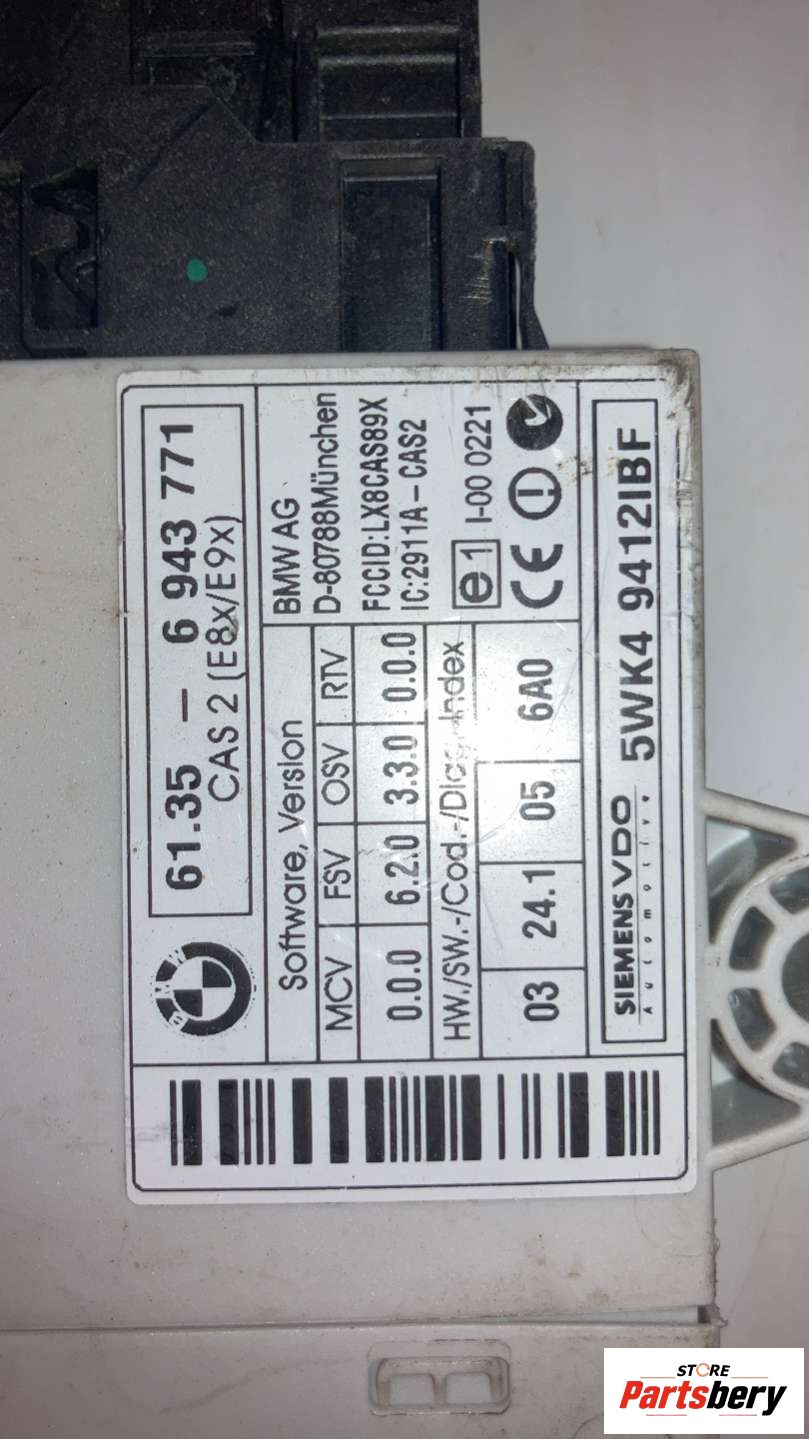 BMW
61.35 – 6 943 771
CAS 2 (E8x/E9x)
Software, Version
MCV FSV OSV RTV
0.0.0 6.2.0 3.3.0 0.0.0
HW./SW.-/Cod.-/Diag.-Index
03 24.1 05 6A0
BMW AG
D-80788München
FCCID:LX8CAS89X
IC:2911A–CAS2
e1 I-00 0221
CE
SIEMENS VDO
Automotive
5WK4 9412IBF
STORE
Partsbery